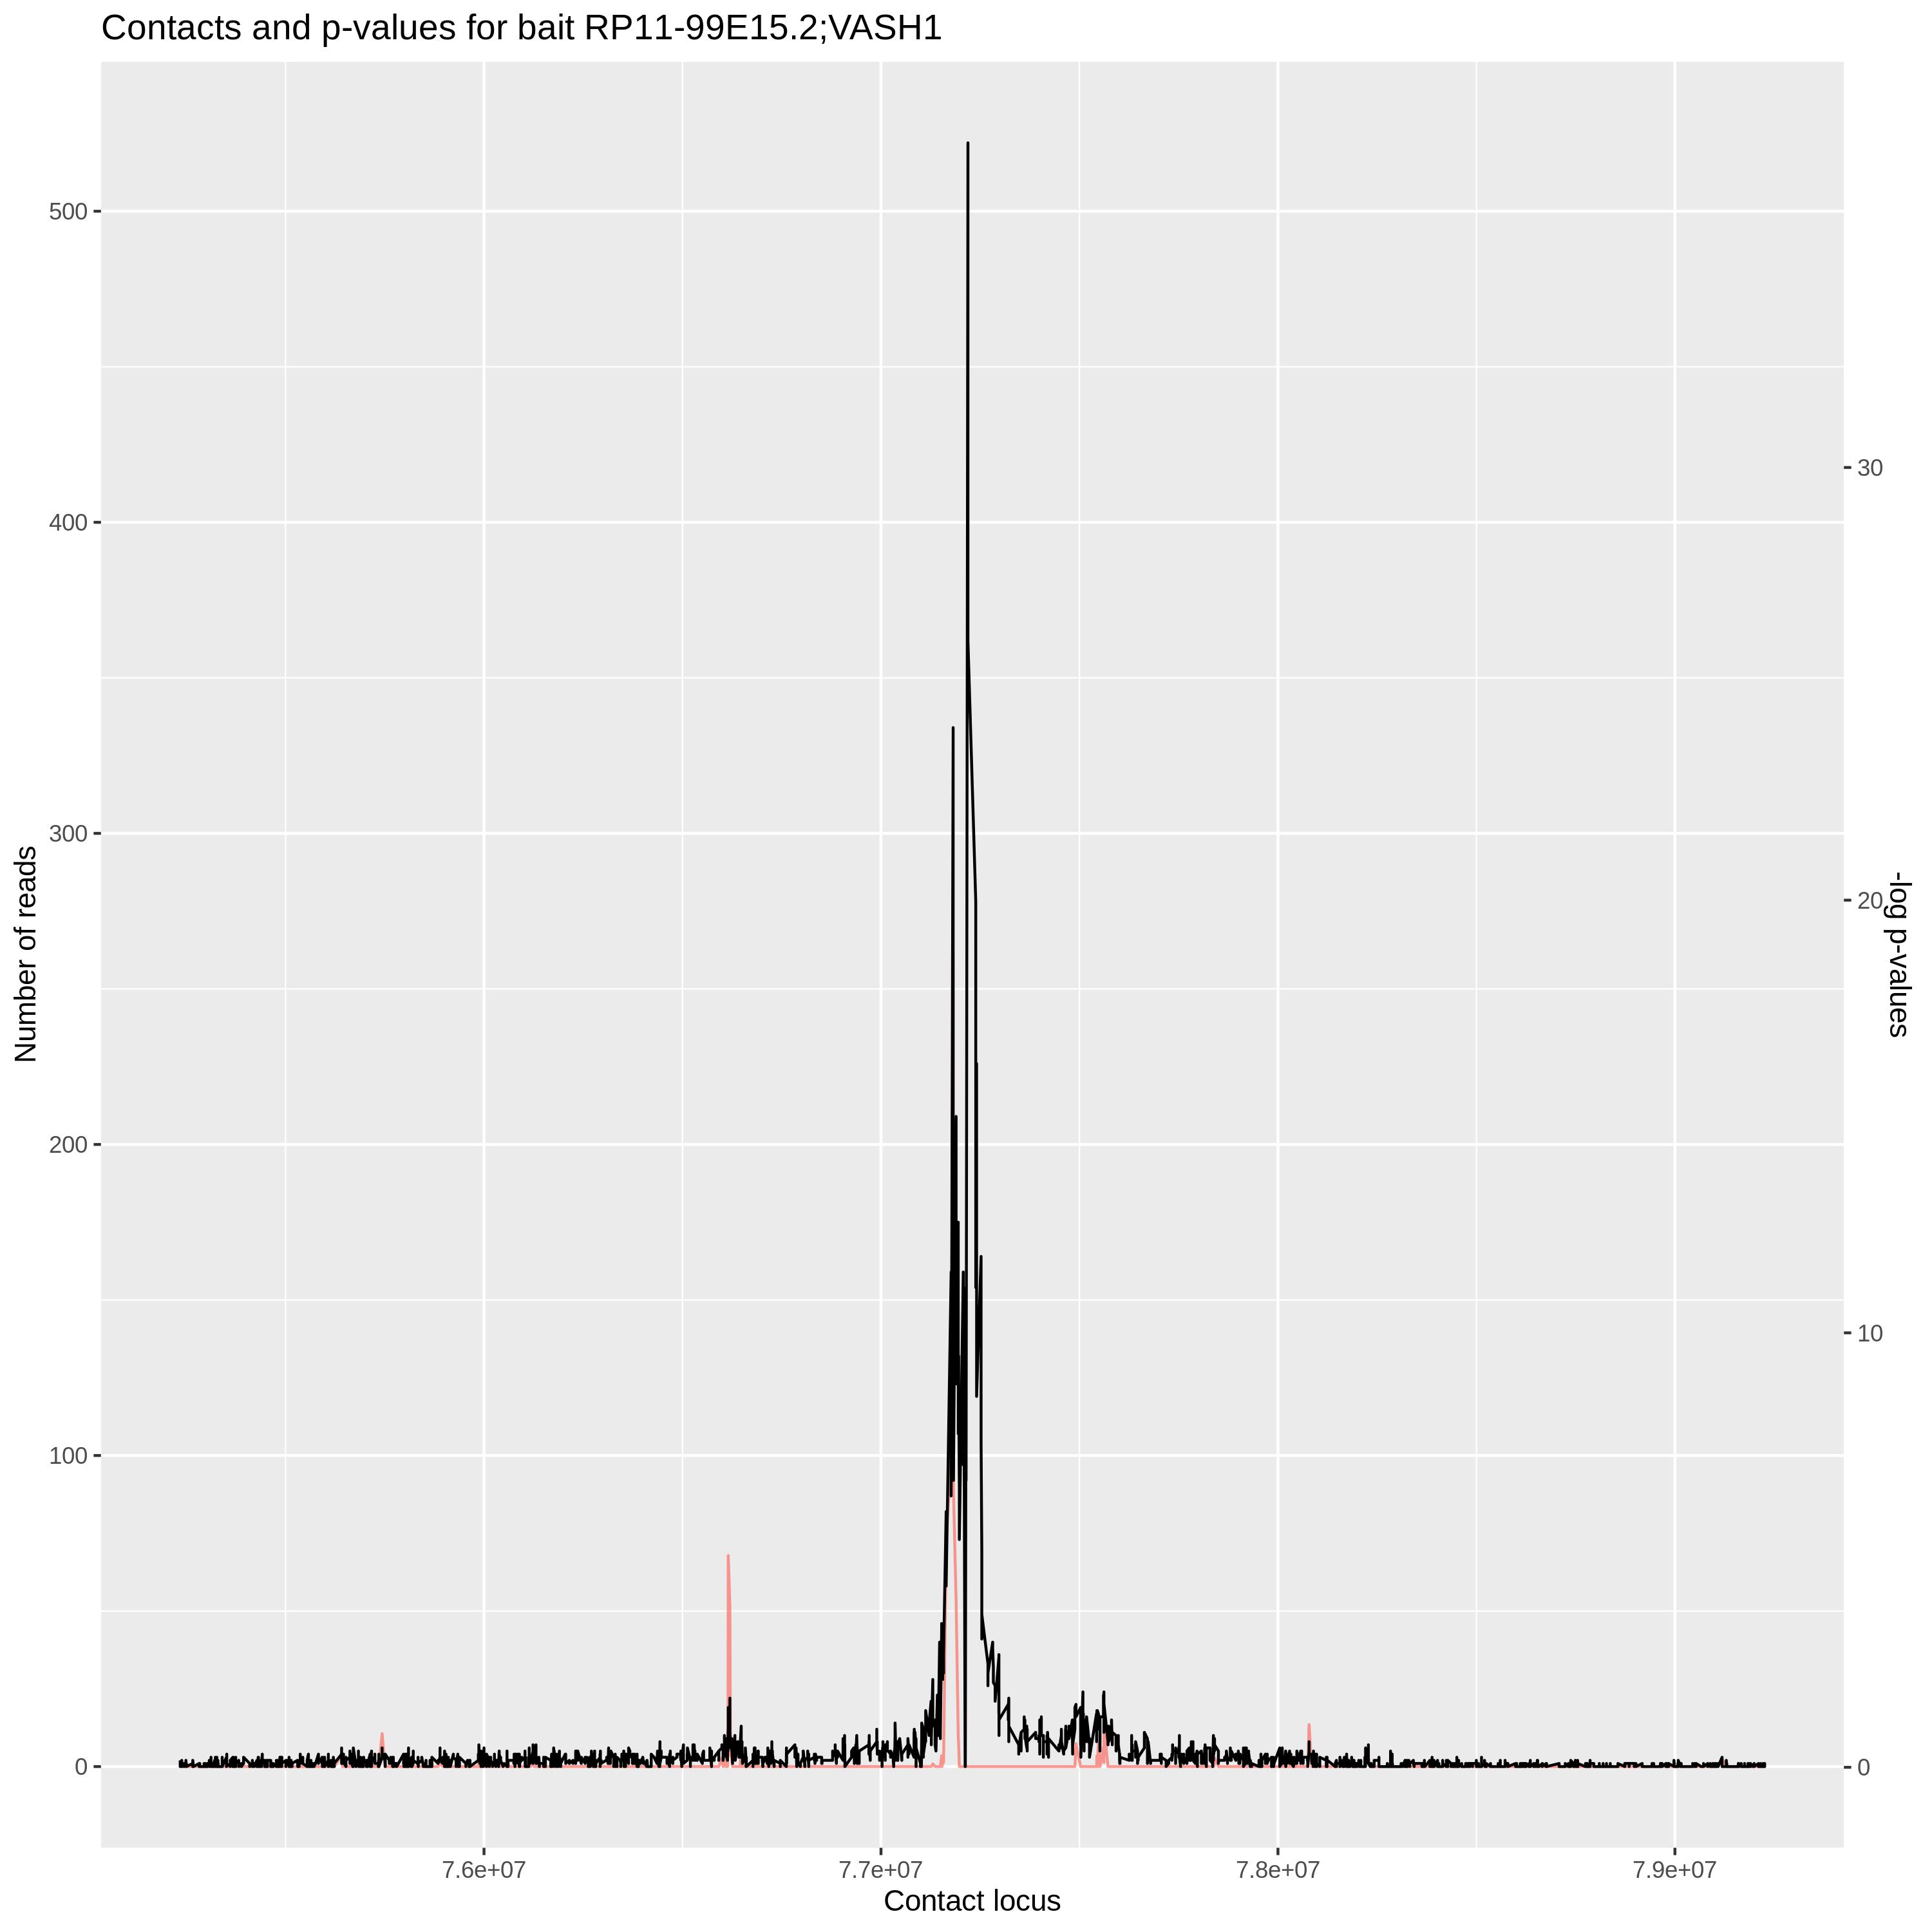 Contacts and p-values for bait RP11-99E15.2;VASH1
Number of reads
500
400
300
200
100
0
-log p-values
30
20
10
0
7.6e+07
7.7e+07
7.8e+07
7.9e+07
Contact locus